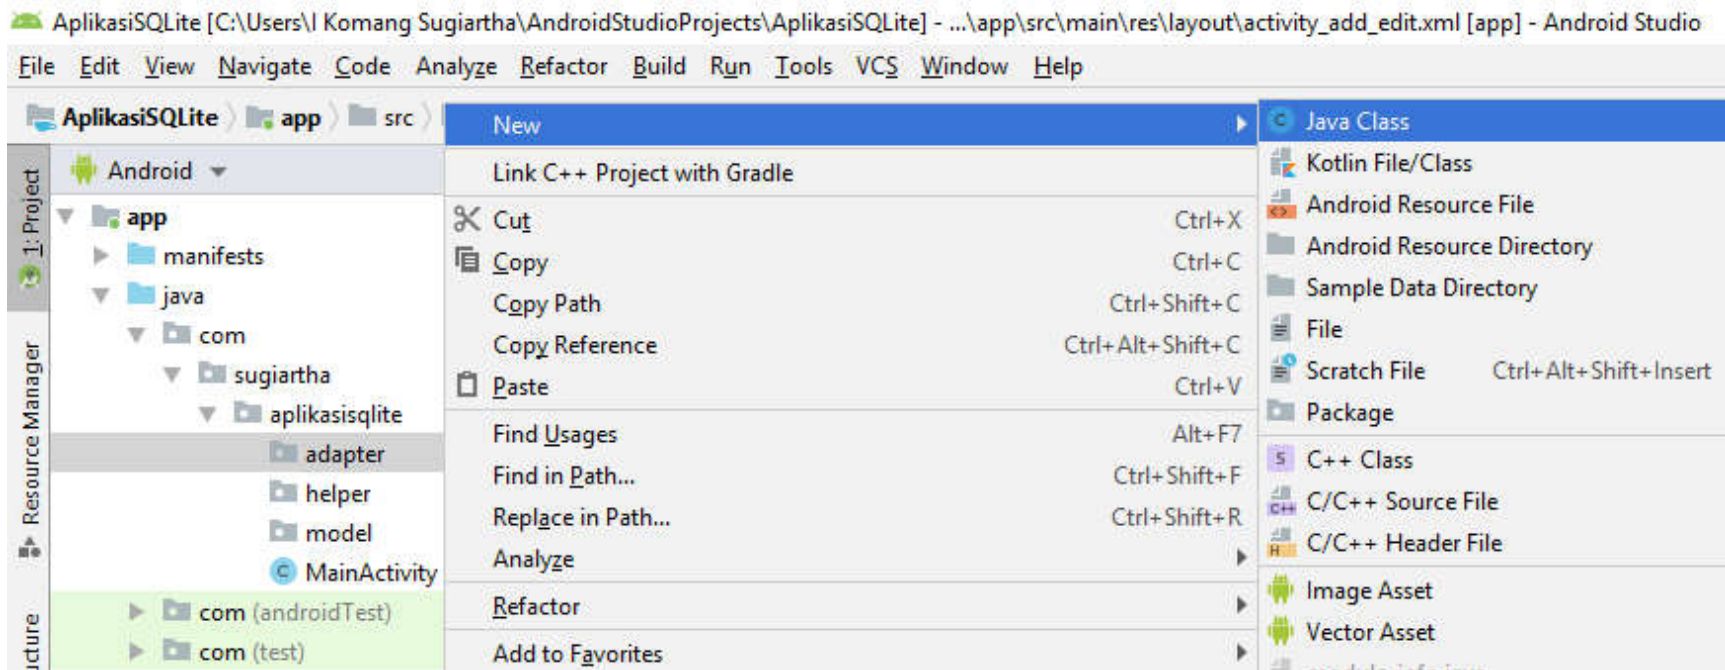 AplikasiSQLite [C:\Users\I Komang Sugiartha\AndroidStudioProjects\AplikasiSQLite] - ...\app\src\main\res\layout\activity_add_edit.xml [app] - Android Studio
File Edit View Navigate Code Analyze Refactor Build Run Tools VCS Window Help
AplikasiSQLite app src
1: Project
Resource Manager
Android
app
manifests
java
com
sugiartha
aplikasisqlite
adapter
helper
model
MainActivity
com (androidTest)
com (test)
New
Link C++ Project with Gradle
Cut Ctrl+X
Copy Ctrl+C
Copy Path Ctrl+Shift+C
Copy Reference Ctrl+Alt+Shift+C
Paste Ctrl+V
Find Usages Alt+F7
Find in Path... Ctrl+Shift+F
Replace in Path... Ctrl+Shift+R
Analyze
Refactor
Add to Favorites
Java Class
Kotlin File/Class
Android Resource File
Android Resource Directory
Sample Data Directory
File
Scratch File Ctrl+Alt+Shift+Insert
Package
C++ Class
C/C++ Source File
C/C++ Header File
Image Asset
Vector Asset